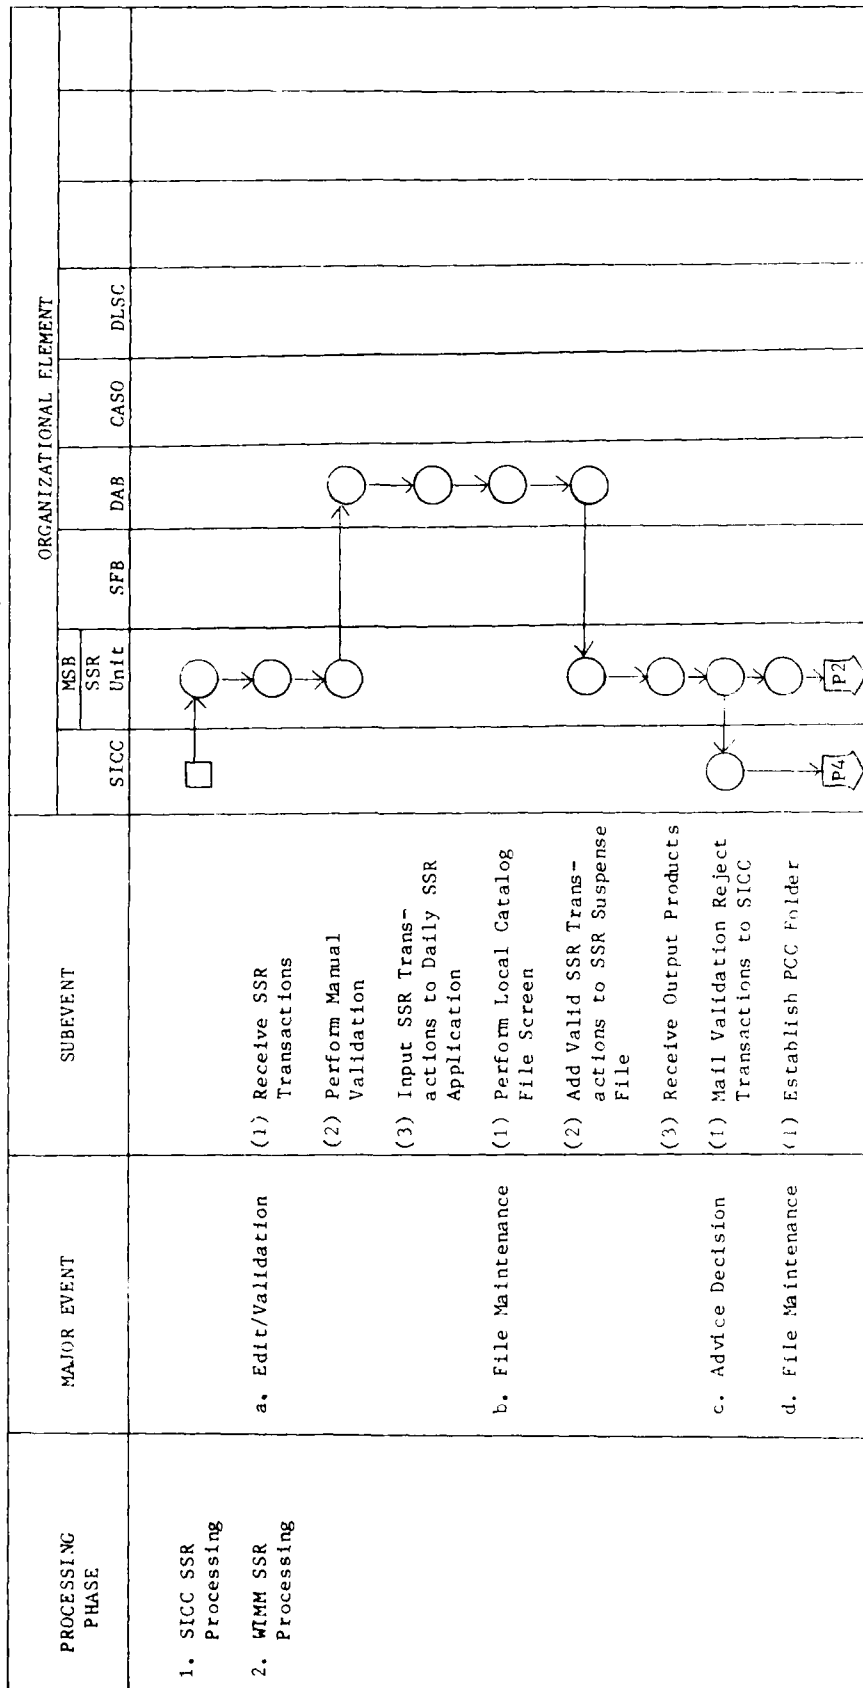 ORGANIZATIONAL ELEMENT
PROCESSING
PHASE
MAJOR EVENT
SUBEVENT
SICC
MSB
SSR
Unit
SFB
DAB
CASO
DLSC
1. SICC SSR
Processing
2. WIMM SSR
Processing
a. Edit/Validation
(1) Receive SSR
Transactions
(2) Perform Manual
Validation
(3) Input SSR Trans-
actions to Daily SSR
Application
b. File Maintenance
(1) Perform Local Catalog
File Screen
(2) Add Valid SSR Trans-
actions to SSR Suspense
File
(3) Receive Output Products
c. Advice Decision
(1) Mail Validation Reject
Transactions to SICC
d. File Maintenance
(1) Establish PCC Folder
P4
P2